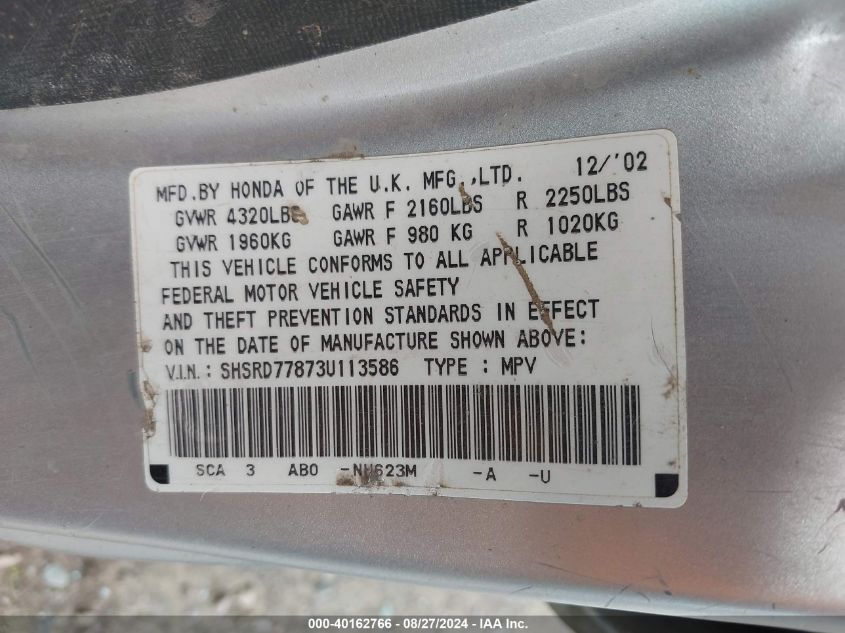 MFD.BY HONDA OF THE U.K. MFG.,LTD. 12/'02
GVWR 4320LBS GAWR F 2160LBS R 2250LBS
GVWR 1960KG GAWR F 980 KG R 1020KG
THIS VEHICLE CONFORMS TO ALL APPLICABLE
FEDERAL MOTOR VEHICLE SAFETY
AND THEFT PREVENTION STANDARDS IN EFFECT
ON THE DATE OF MANUFACTURE SHOWN ABOVE:
V.I.N.: SHSRD77873U113586 TYPE : MPV
SCA 3 AB0 -NH623M -A -U
000-40162766 - 08/27/2024 - IAA Inc.